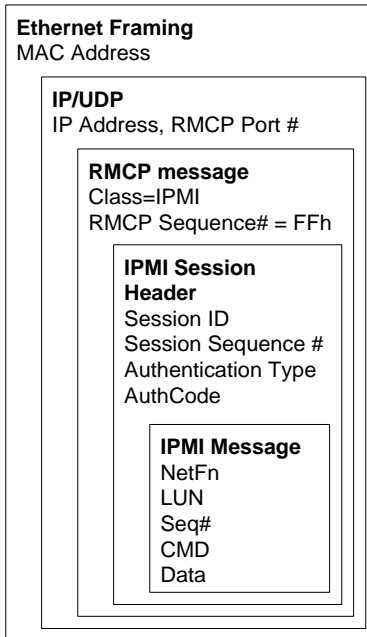 Ethernet Framing
MAC Address
IP/UDP
IP Address, RMCP Port #
RMCP message
Class=IPMI
RMCP Sequence# = FFh
IPMI Session
Header
Session ID
Session Sequence #
Authentication Type
AuthCode
IPMI Message
NetFn
LUN
Seq#
CMD
Data